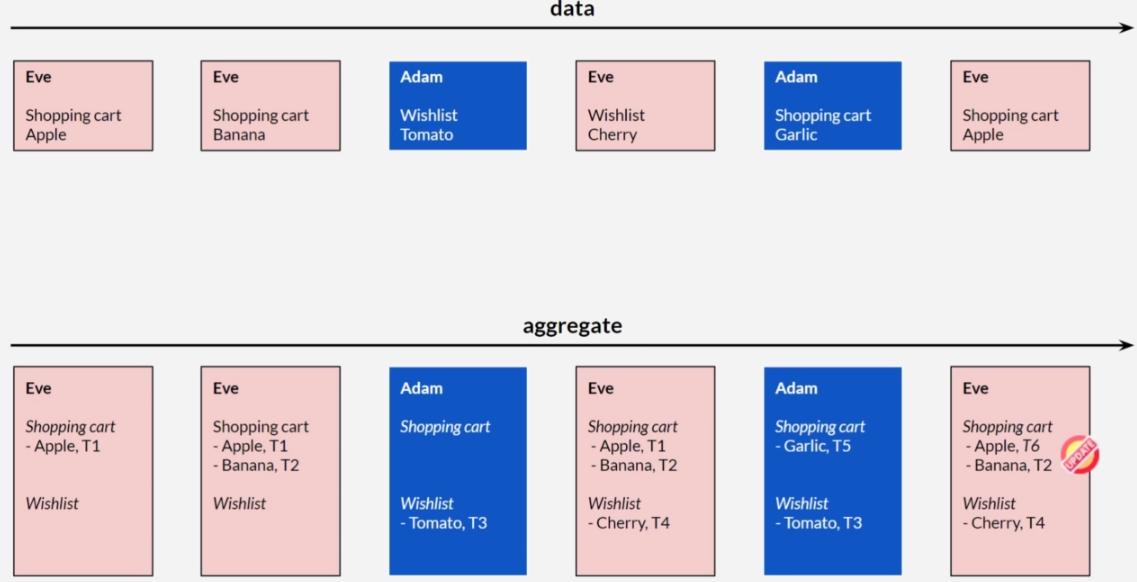 data
Eve
Shopping cart
Apple
Eve
Shopping cart
Banana
Adam
Wishlist
Tomato
Eve
Wishlist
Cherry
Adam
Shopping cart
Garlic
Eve
Shopping cart
Apple
aggregate
Eve
Shopping cart
- Apple, T1
Wishlist
Eve
Shopping cart
- Apple, T1
- Banana, T2
Wishlist
Adam
Shopping cart
Wishlist
- Tomato, T3
Eve
Shopping cart
- Apple, T1
- Banana, T2
Wishlist
- Cherry, T4
Adam
Shopping cart
- Garlic, T5
Wishlist
- Tomato, T3
Eve
Shopping cart
- Apple, T6
- Banana, T2
UPDATE
Wishlist
- Cherry, T4